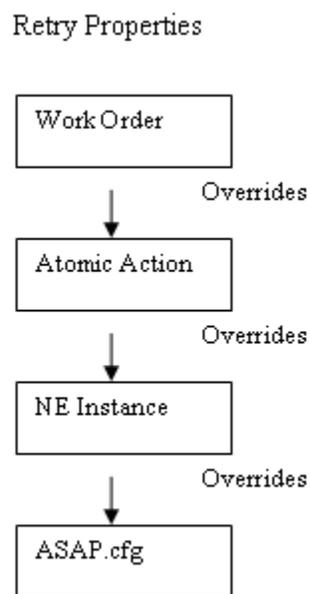 Retry Properties
Work Order
Overrides
Atomic Action
Overrides
NE Instance
Overrides
ASAP.cfg